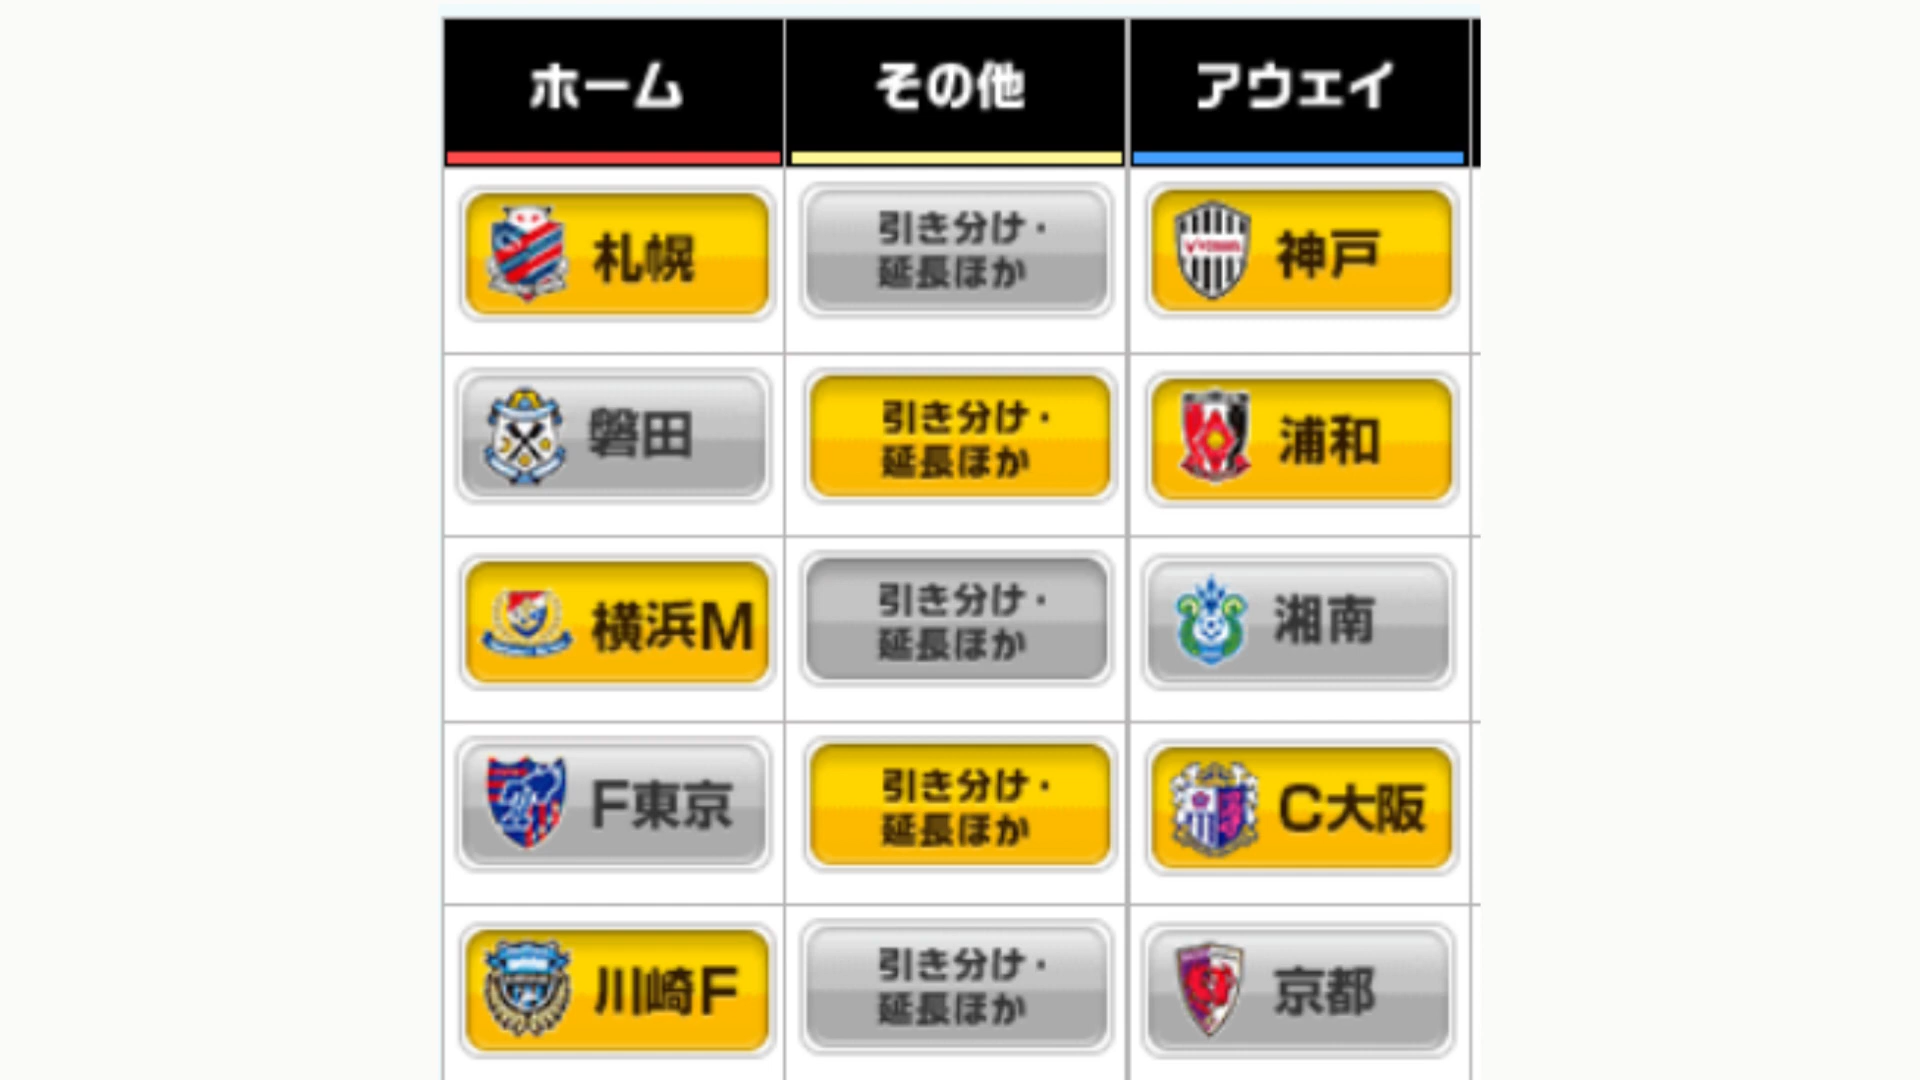 ホーム その他 アウェイ
札幌 引き分け・ 神戸
延長ほか
磐田 引き分け・ 浦和
延長ほか
横浜M 引き分け・ 湘南
延長ほか
F東京 引き分け・ C大阪
延長ほか
川崎F 引き分け・ 京都
延長ほか